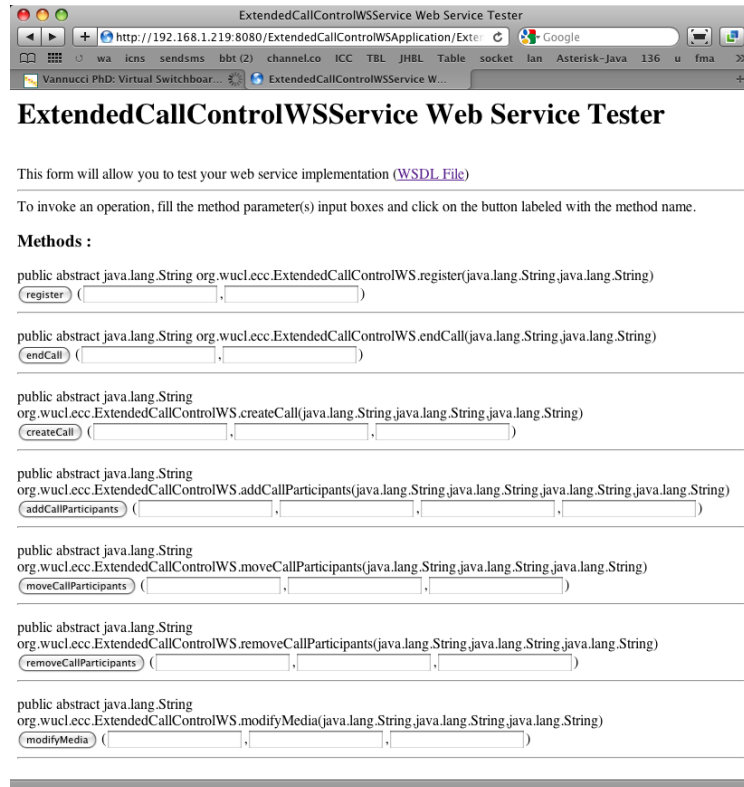 ExtendedCallControlWSService Web Service Tester
http://192.168.1.219:8080/ExtendedCallControlWSApplication/Exter
Google
wa icns sendsms bbt (2) channel.co ICC TBL JHBL Table socket lan Asterisk-Java 136 u fma
Vannucci PhD: Virtual Switchboar... ExtendedCallControlWSService W...
ExtendedCallControlWSService Web Service Tester
This form will allow you to test your web service implementation (WSDL File)
To invoke an operation, fill the method parameter(s) input boxes and click on the button labeled with the method name.
Methods :
public abstract java.lang.String org.wucl.ecc.ExtendedCallControlWS.register(java.lang.String,java.lang.String)
register ( , )
public abstract java.lang.String org.wucl.ecc.ExtendedCallControlWS.endCall(java.lang.String,java.lang.String)
endCall ( , )
public abstract java.lang.String
org.wucl.ecc.ExtendedCallControlWS.createCall(java.lang.String,java.lang.String,java.lang.String)
createCall ( , , )
public abstract java.lang.String
org.wucl.ecc.ExtendedCallControlWS.addCallParticipants(java.lang.String,java.lang.String,java.lang.String,java.lang.String)
addCallParticipants ( , , , )
public abstract java.lang.String
org.wucl.ecc.ExtendedCallControlWS.moveCallParticipants(java.lang.String,java.lang.String,java.lang.String)
moveCallParticipants ( , , )
public abstract java.lang.String
org.wucl.ecc.ExtendedCallControlWS.removeCallParticipants(java.lang.String,java.lang.String,java.lang.String)
removeCallParticipants ( , , )
public abstract java.lang.String
org.wucl.ecc.ExtendedCallControlWS.modifyMedia(java.lang.String,java.lang.String,java.lang.String)
modifyMedia ( , , )